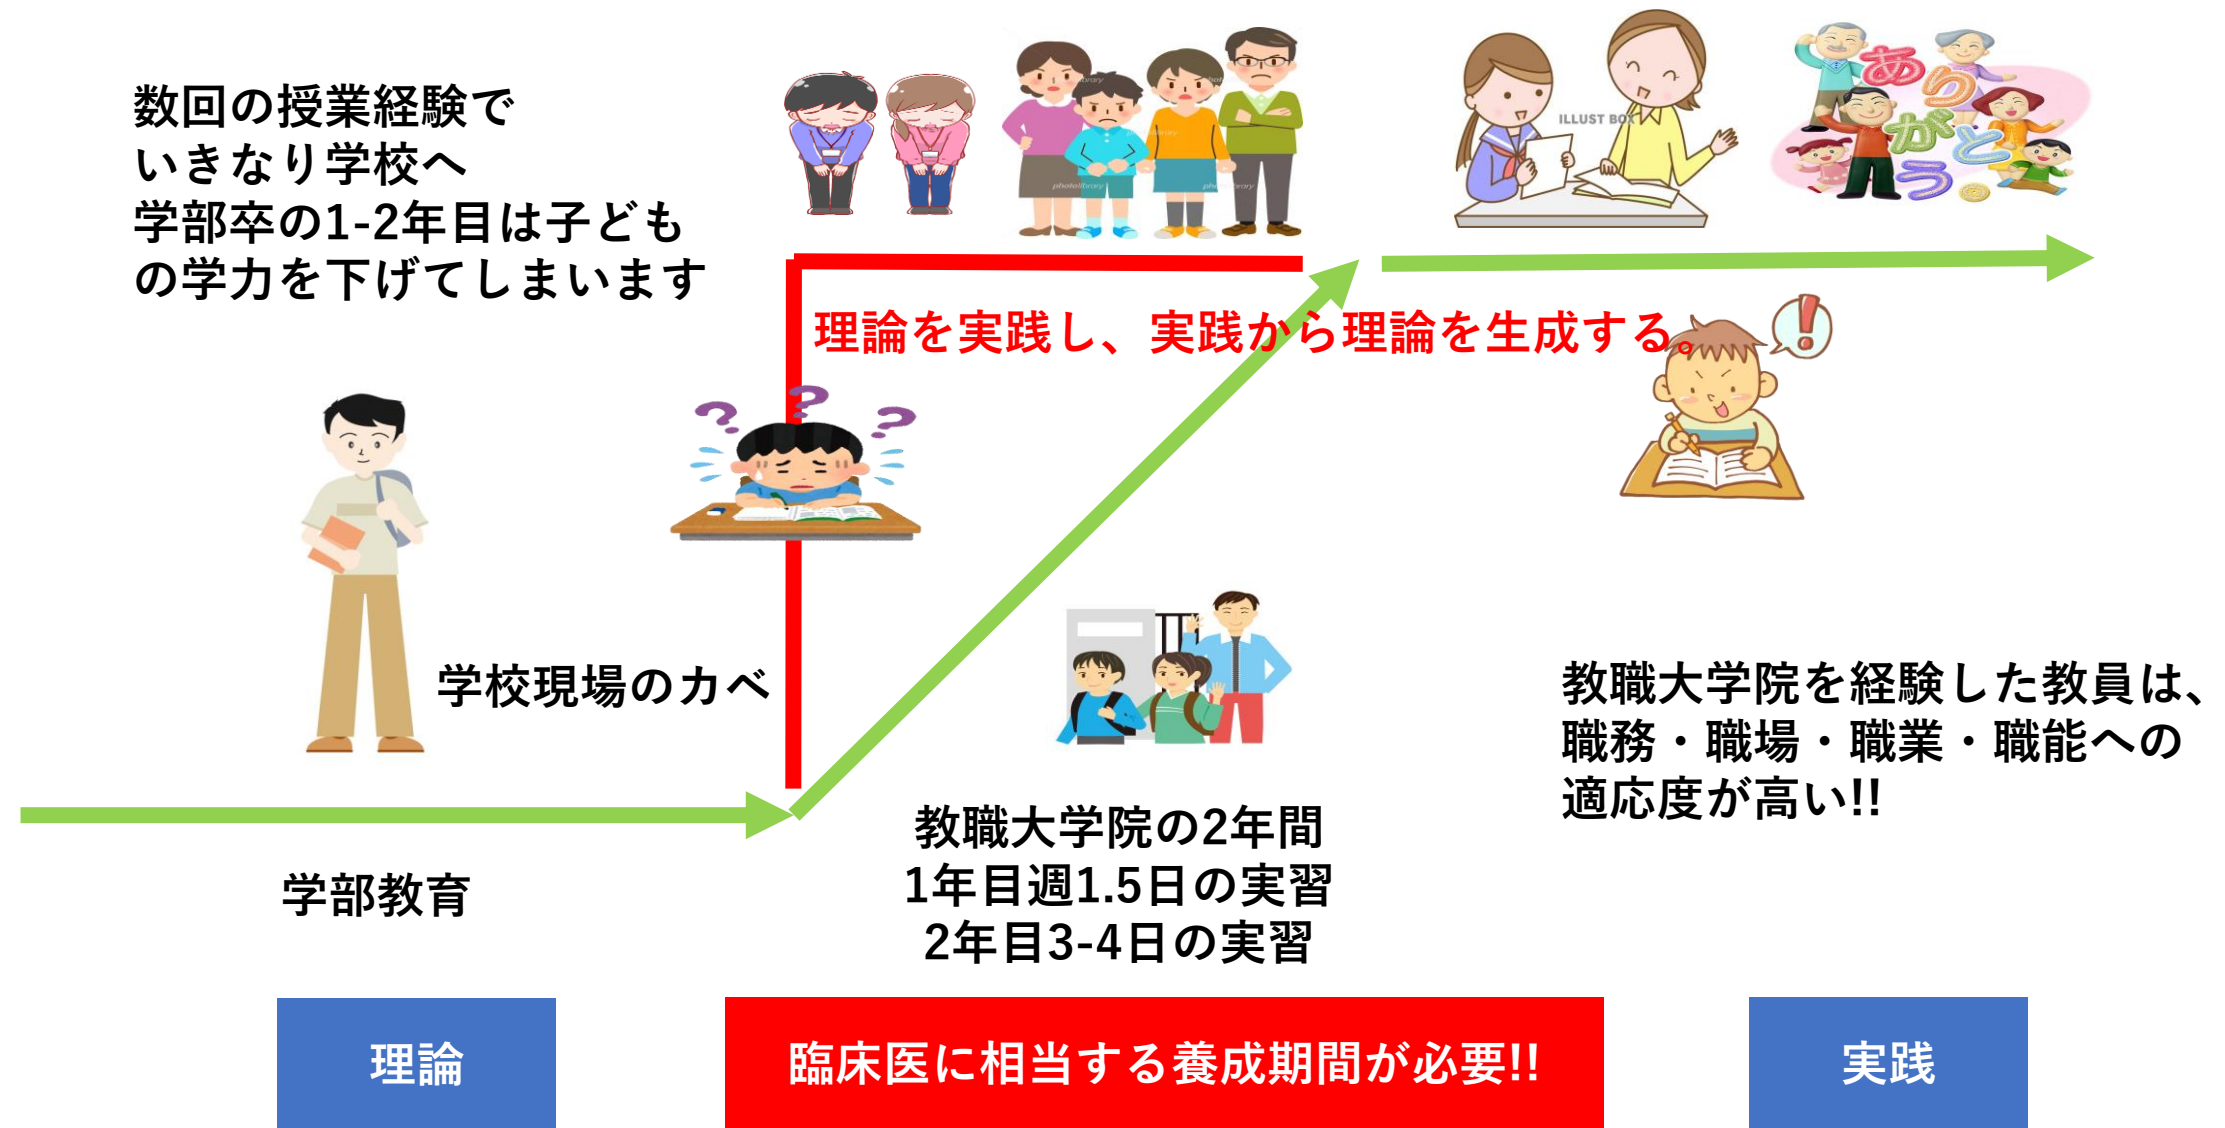 数回の授業経験で
いきなり学校へ
学部卒の1-2年目は子ども
の学力を下げてしまいます
photolibrary
ILLUST BOX
ありがとう。
理論を実践し、実践から理論を生成する。
学校現場のカベ
教職大学院を経験した教員は、
職務・職場・職業・職能への
適応度が高い!!
教職大学院の2年間
1年目週1.5日の実習
2年目3-4日の実習
学部教育
理論
臨床医に相当する養成期間が必要!!
実践